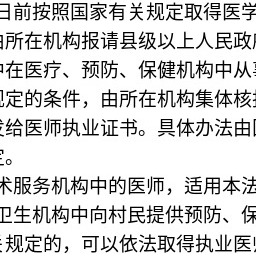 日前按照国家有关规定取得医学
由所在机构报请县级以上人民政府
中在医疗、预防、保健机构中从事
规定的条件，由所在机构集体核报
发给医师执业证书。具体办法由国
定。
术服务机构中的医师，适用本法
卫生机构中向村民提供预防、保
关规定的，可以依法取得执业医师